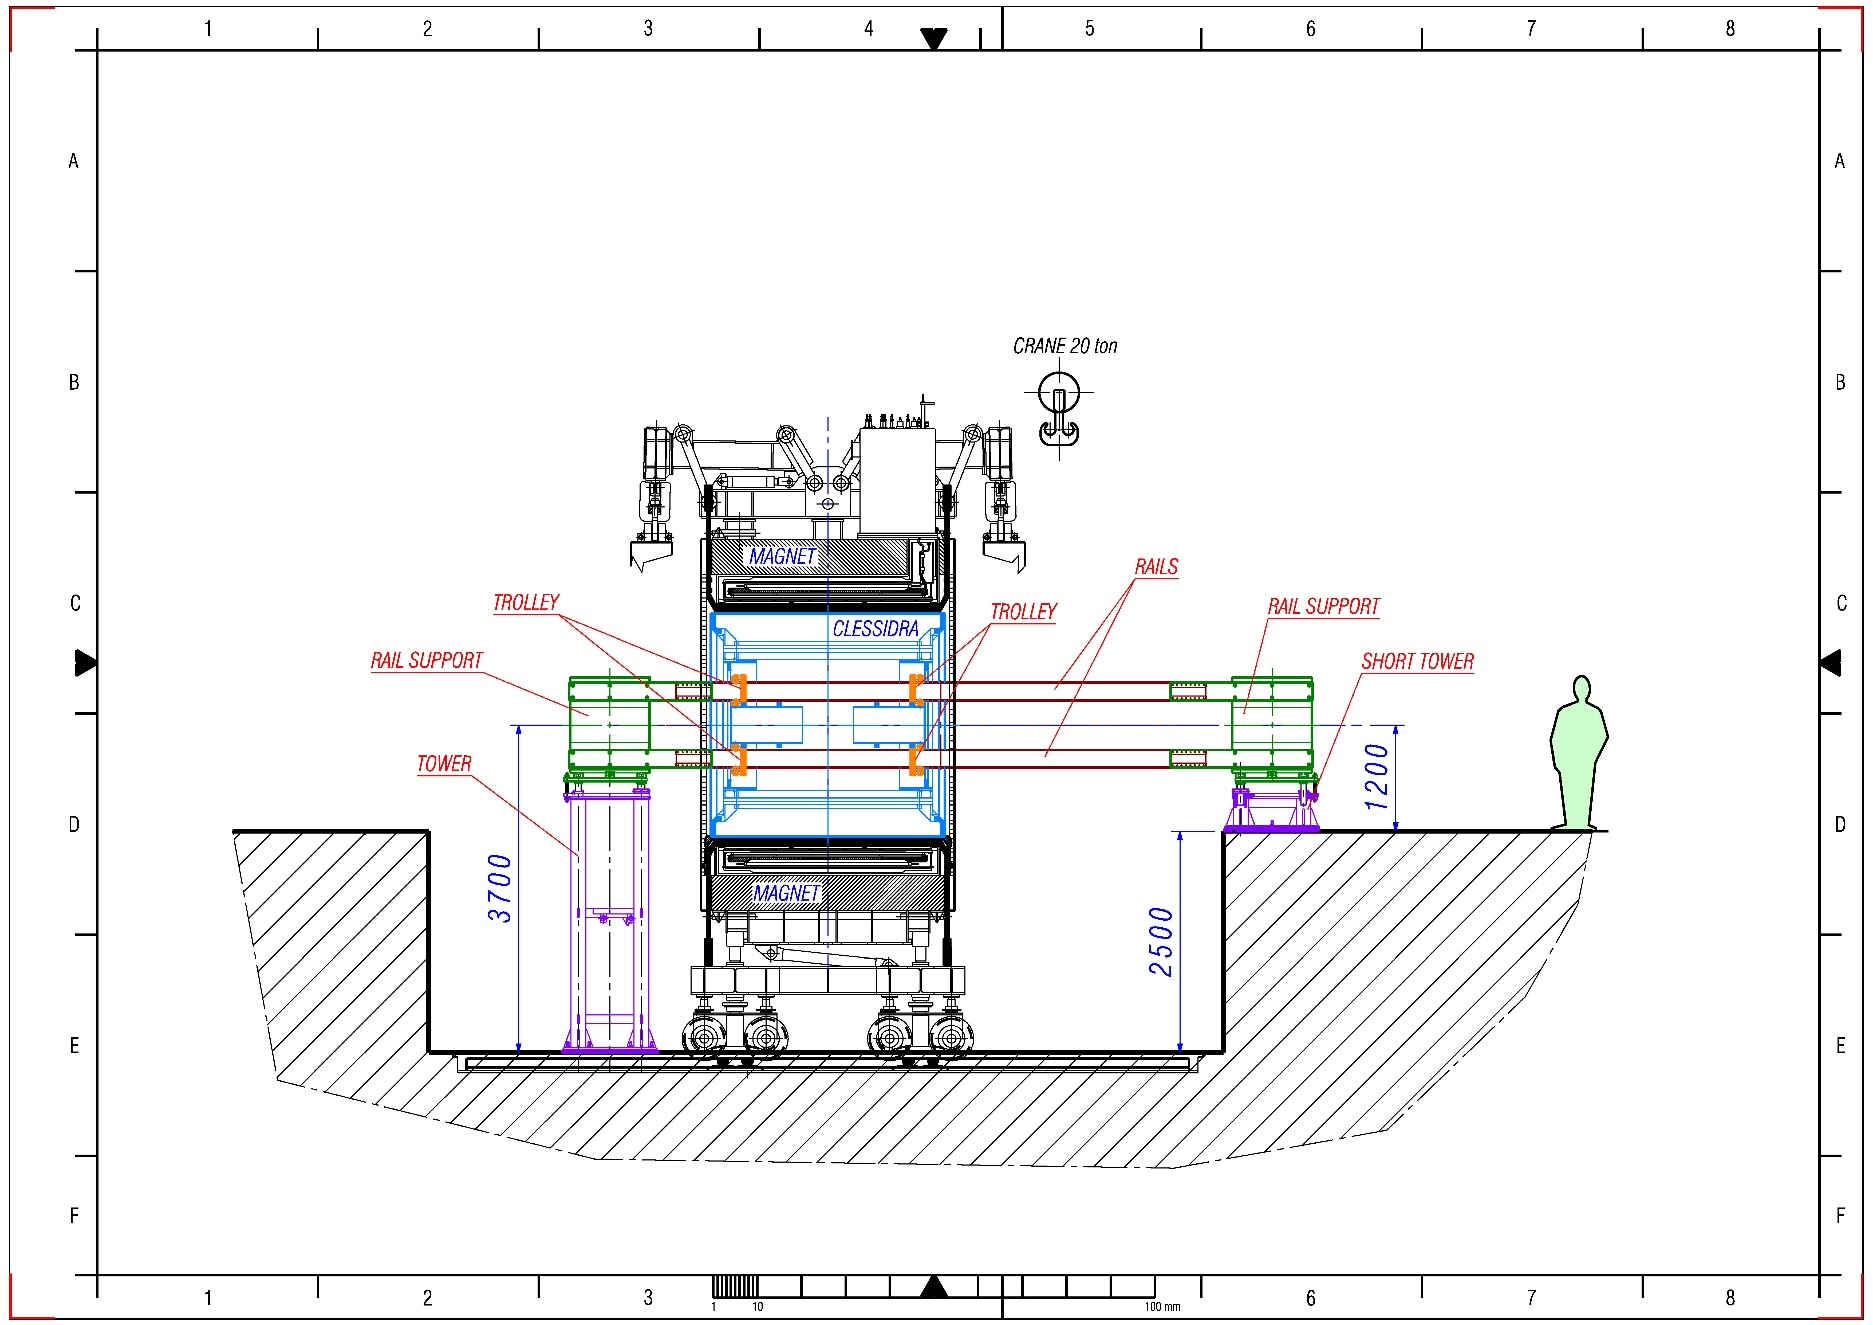 1 2 3 4 5 6 7 8
A A
CRANE 20 ton
B B
MAGNET
RAILS
TROLLEY
C C
TROLLEY
RAIL SUPPORT
CLESSIDRA
RAIL SUPPORT
SHORT TOWER
TOWER
1200
D D
3700
MAGNET
2500
E E
F F
1 2 3 6 7 8
1 10 100 mm